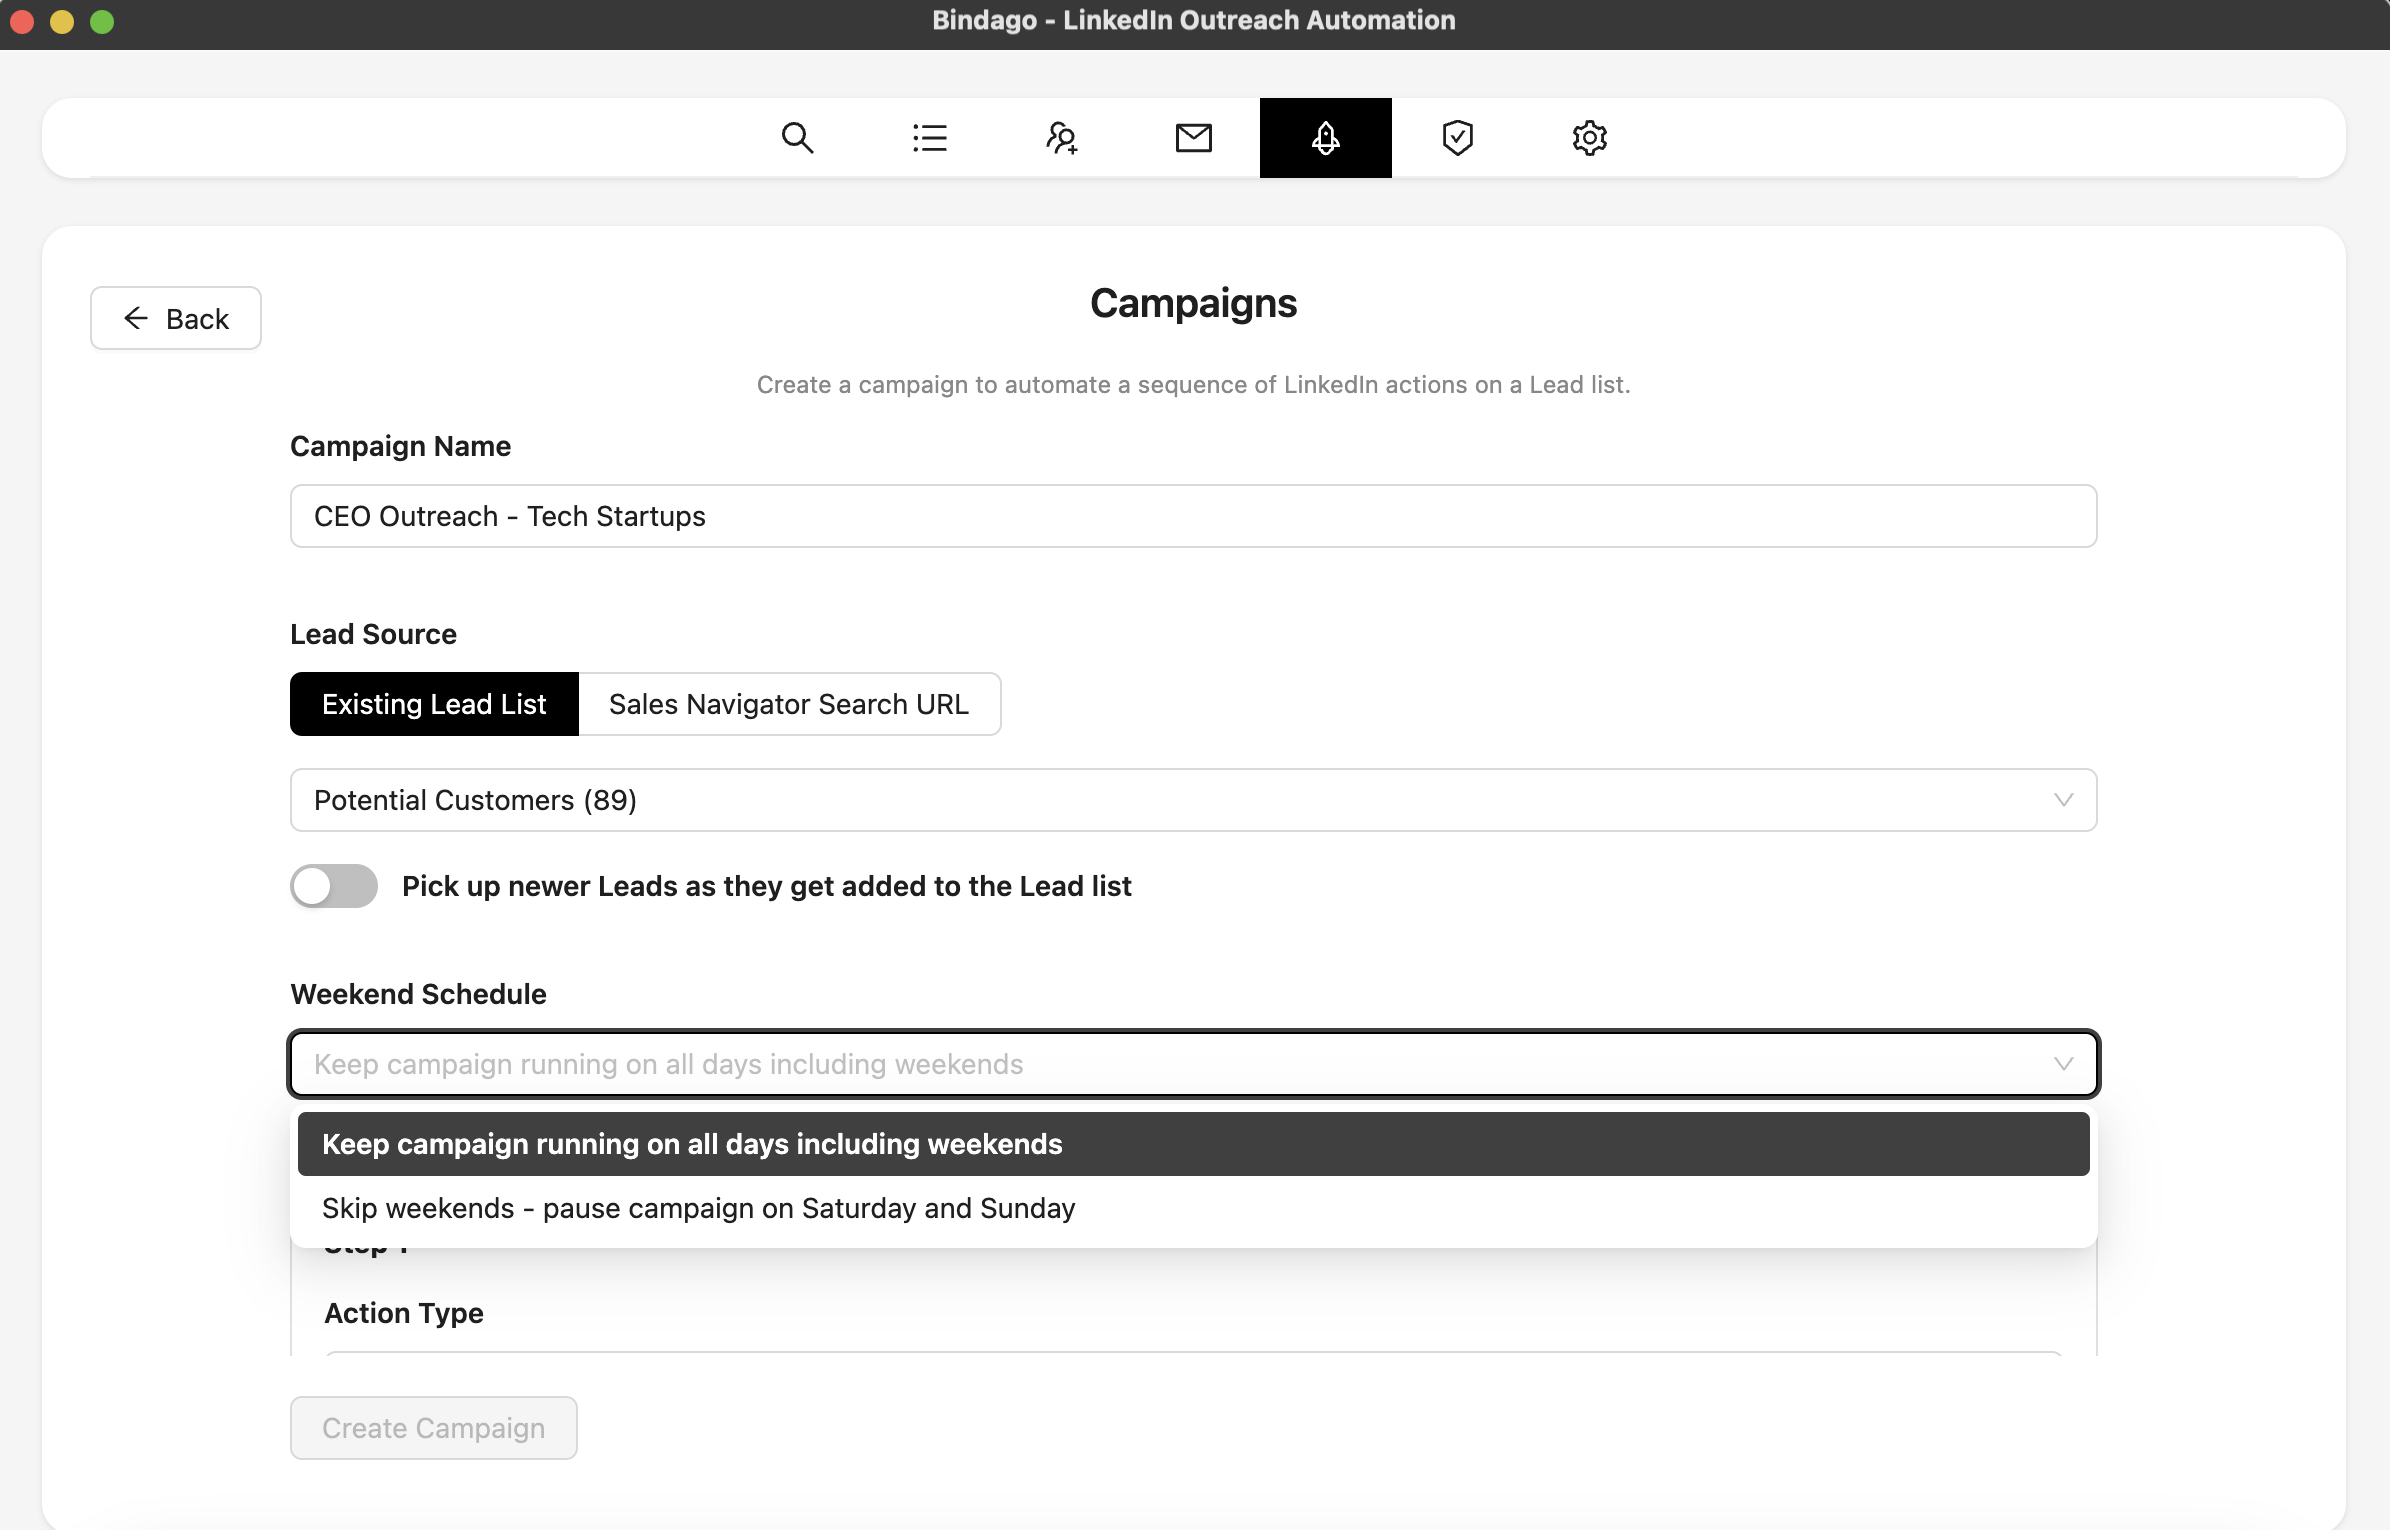 Bindago - LinkedIn Outreach Automation
Back
Campaigns
Create a campaign to automate a sequence of LinkedIn actions on a Lead list.
Campaign Name
CEO Outreach - Tech Startups
Lead Source
Existing Lead List
Sales Navigator Search URL
Potential Customers (89)
Pick up newer Leads as they get added to the Lead list
Weekend Schedule
Keep campaign running on all days including weekends
Keep campaign running on all days including weekends
Skip weekends - pause campaign on Saturday and Sunday
Action Type
Create Campaign